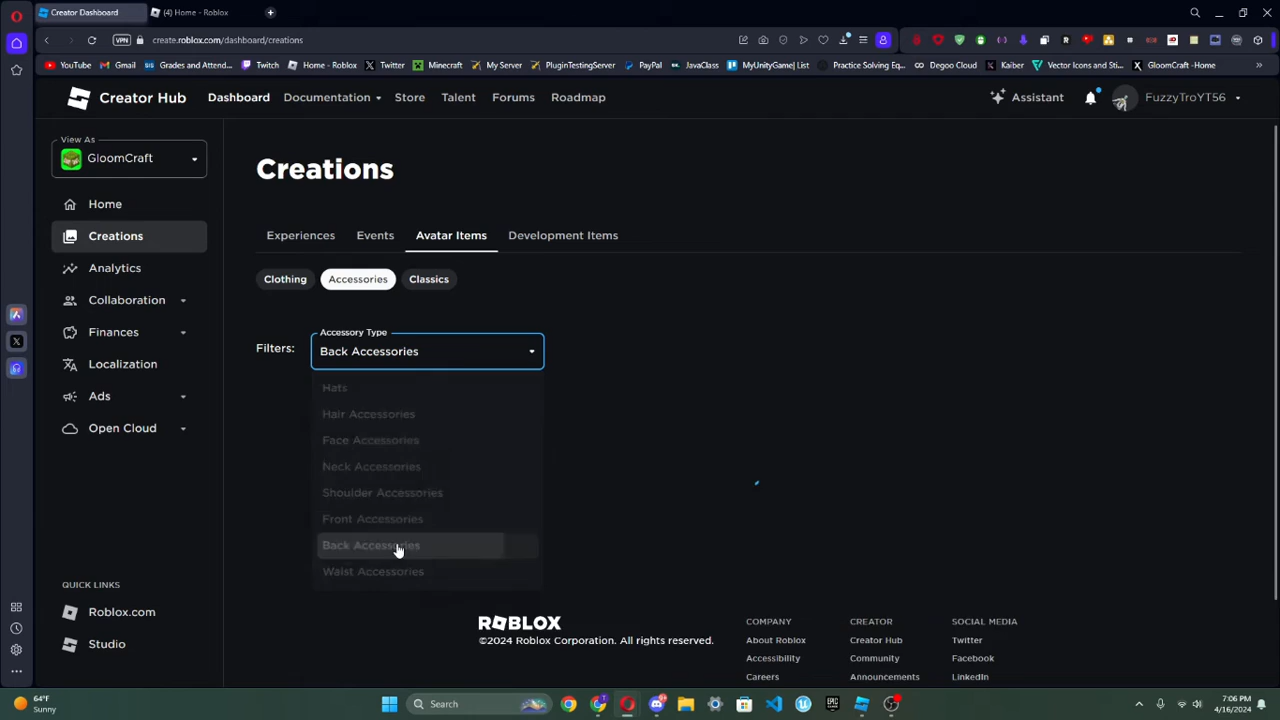 Creator Dashboard
(4) Home - Roblox
VPN
create.roblox.com/dashboard/creations
YouTube
Gmail
Grades and Attend...
Twitch
Home - Roblox
Twitter
Minecraft
My Server
PluginTestingServer
PayPal
JavaClass
MyUnityGame| List
Practice Solving Eq...
Degoo Cloud
Kaiber
Vector Icons and Sti...
GloomCraft -Home
Creator Hub
Dashboard
Documentation
Store
Talent
Forums
Roadmap
Assistant
FuzzyTroYT56
View As
GloomCraft
Home
Creations
Analytics
Collaboration
Finances
Localization
Ads
Open Cloud
QUICK LINKS
Roblox.com
Studio
Creations
Experiences
Events
Avatar Items
Development Items
Clothing
Accessories
Classics
Filters:
Accessory Type
Back Accessories
Hats
Hair Accessories
Face Accessories
Neck Accessories
Shoulder Accessories
Front Accessories
Back Accessories
Waist Accessories
ROBLOX
©2024 Roblox Corporation. All rights reserved.
COMPANY
About Roblox
Accessibility
Careers
CREATOR
Creator Hub
Community
Announcements
SOCIAL MEDIA
Twitter
Facebook
LinkedIn
64°F
Sunny
Search
7:06 PM
4/16/2024